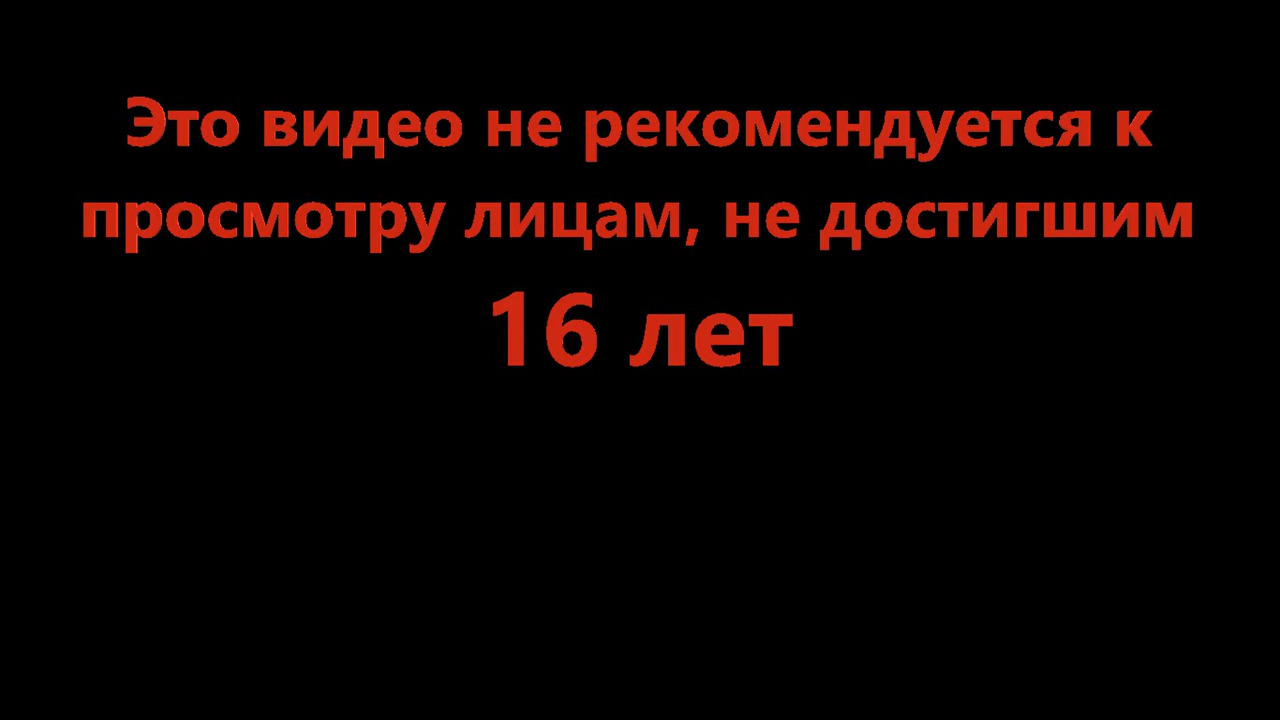 Это видео не рекомендуется к
просмотру лицам, не достигшим
16 лет